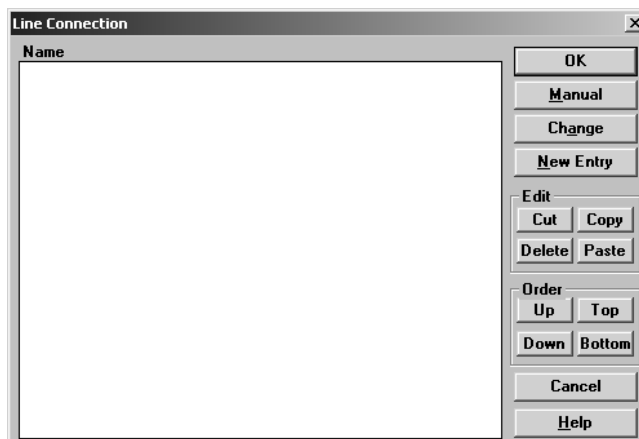 Line Connection
Name
OK
Manual
Change
New Entry
Edit
Cut Copy
Delete Paste
Order
Up Top
Down Bottom
Cancel
Help